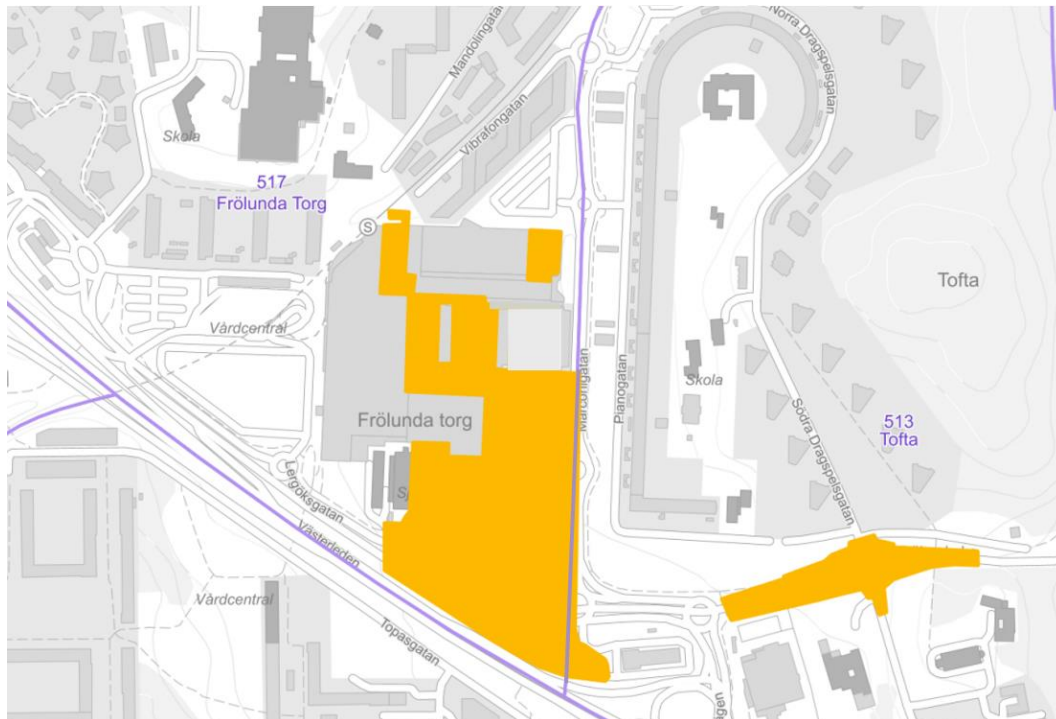 Norra Dragspelsgatan
Mandolingatan
Vibrafongatan
Skola
517
Frölunda Torg
S
Tofta
Vårdcentral
Marconigatan
Pianogatan
Skola
Södra Dragspelsgatan
Frölunda torg
513
Tofta
Lergöksgatan
Västerleden
Vårdcentral
Topasgatan